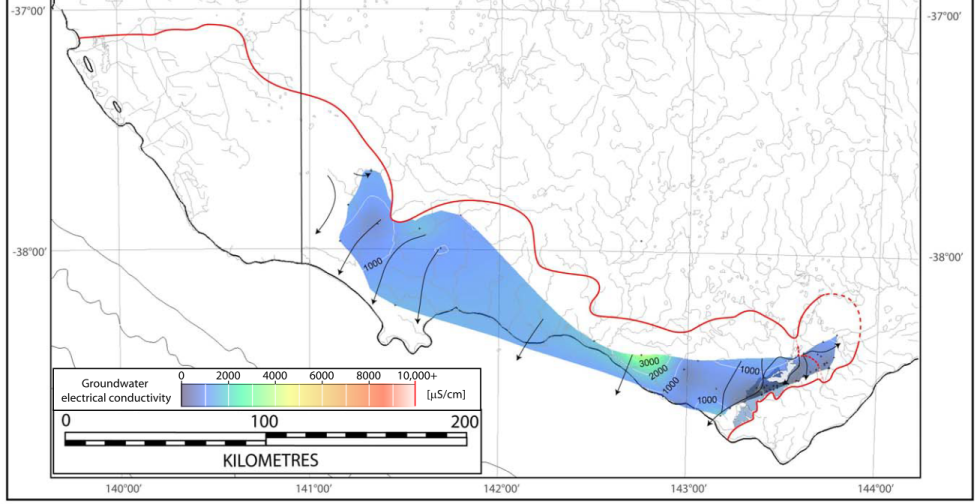 -37°00'
-37°00'
-38°00'
-38°00'
1000
3000
2000
1000
1000
1000
Groundwater
electrical conductivity
0 2000 4000 6000 8000 10,000+
[µS/cm]
0 100 200
KILOMETRES
140°00' 141°00' 142°00' 143°00' 144°00'